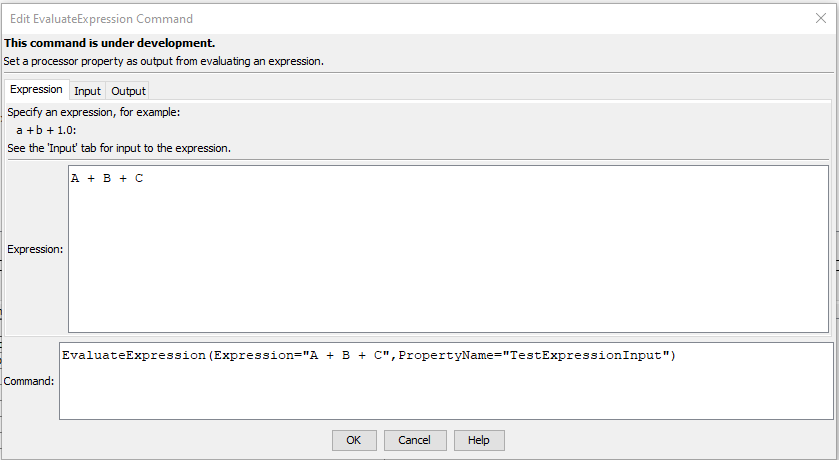 Edit EvaluateExpression Command
This command is under development.
Set a processor property as output from evaluating an expression.
Expression Input Output
Specify an expression, for example:
a + b + 1.0:
See the 'Input' tab for input to the expression.
A + B + C
Expression:
EvaluateExpression(Expression="A + B + C",PropertyName="TestExpressionInput")
Command:
OK Cancel Help